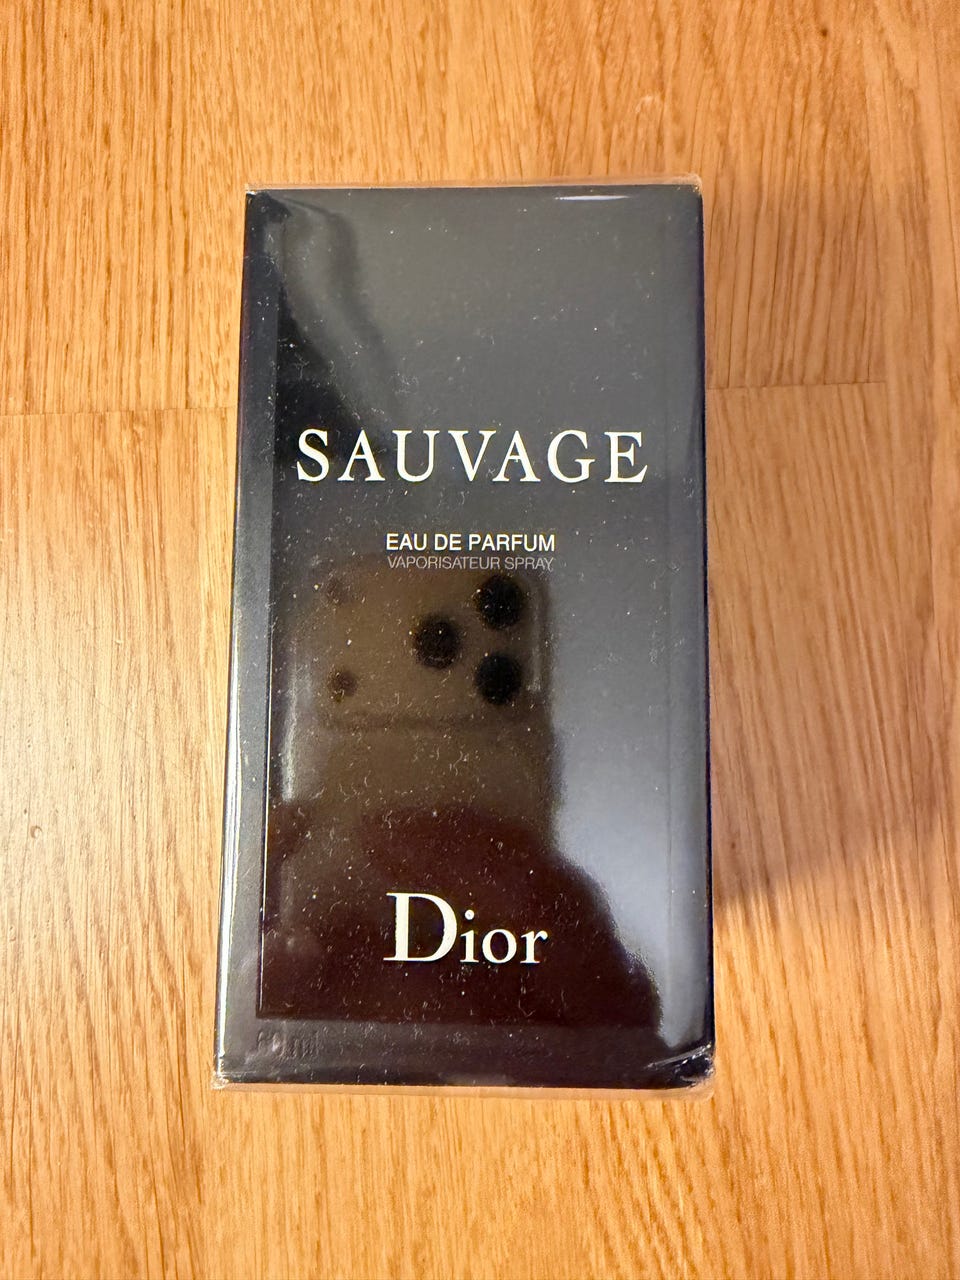 SAUVAGE
EAU DE PARFUM
VAPORISATEUR SPRAY
Dior